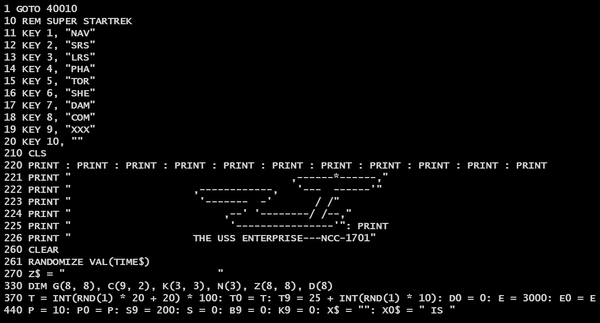 1 GOTO 40010
10 REM SUPER STARTREK
11 KEY 1, "NAV"
12 KEY 2, "SRS"
13 KEY 3, "LRS"
14 KEY 4, "PHA"
15 KEY 5, "TOR"
16 KEY 6, "SHE"
17 KEY 7, "DAM"
18 KEY 8, "COM"
19 KEY 9, "XXX"
20 KEY 10, ""
210 CLS
220 PRINT : PRINT : PRINT : PRINT : PRINT : PRINT : PRINT : PRINT : PRINT : PRINT
221 PRINT "                                    ,------*------,"
222 PRINT "                    ,------------,   '---  ------'"
223 PRINT "                     '-------  -'      / /"
224 PRINT "                         ,--' '--------/ /--,"
225 PRINT "                          '----------------'": PRINT
226 PRINT "                    THE USS ENTERPRISE---NCC-1701"
260 CLEAR
261 RANDOMIZE VAL(TIME$)
270 Z$ = "                         "
330 DIM G(8, 8), C(9, 2), K(3, 3), N(3), Z(8, 8), D(8)
370 T = INT(RND(1) * 20 + 20) * 100: T0 = T: T9 = 25 + INT(RND(1) * 10): D0 = 0: E = 3000: E0 = E
440 P = 10: P0 = P: S9 = 200: S = 0: B9 = 0: K9 = 0: X$ = "": X0$ = " IS "